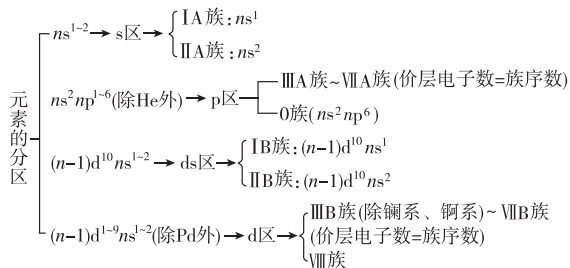 元素的分区
ns¹~²→s区→
ⅠA族:ns¹
ⅡA族:ns²
ns²np¹~⁶(除He外)→p区→
ⅢA族~ⅦA族(价层电子数=族序数)
0族(ns²np⁶)
(n-1)d¹⁰ns¹~²→ds区→
ⅠB族:(n-1)d¹⁰ns¹
ⅡB族:(n-1)d¹⁰ns²
(n-1)d¹~⁹ns¹~²(除Pd外)→d区→
ⅢB族(除镧系、锕系)~ⅦB族
(价层电子数=族序数)
Ⅷ族